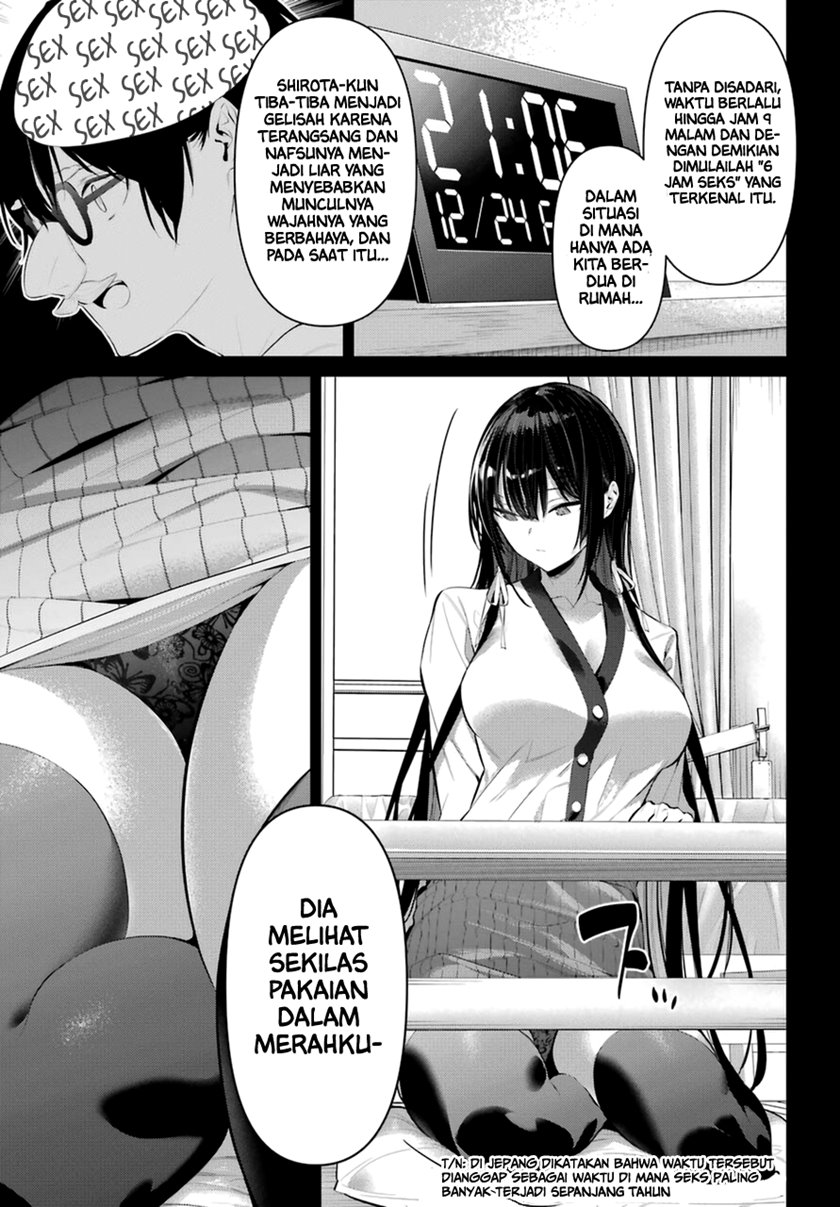 TANPA DISADARI,
WAKTU BERLALU
HINGGA JAM 9
MALAM DAN DE-
NGAN DEMIKIAN
DIMULAILAH "6
JAM SEKS" YANG
TERKENAL ITU.
DALAM
SITUASI
DI MANA
HANYA ADA
KITA BER-
DUA DI
RUMAH...
21:06
12/24 F
SHIROTA-KUN
TIBA-TIBA MENJADI
GELISAH KARENA
TERANGSANG DAN
NAFSUNYA MEN-
JADI LIAR YANG
MENYEBABKAN
MUNCULNYA
WAJAHNYA YANG
BERBAHAYA, DAN
PADA SAAT ITU...
SEX SEX SEX SEX SEX
SEX SEX SEX SEX SEX
SEX SEX SEX SEX SEX
SEX SEX SEX SEX
DIA
MELIHAT
SEKILAS
PAKAIAN
DALAM
MERAHKU-
T/N: DI JEPANG DIKATAKAN BAHWA WAKTU TERSEBUT
DIANGGAP SEBAGAI WAKTU DI MANA SEKS PALING
BANYAK TERJADI SEPANJANG TAHUN